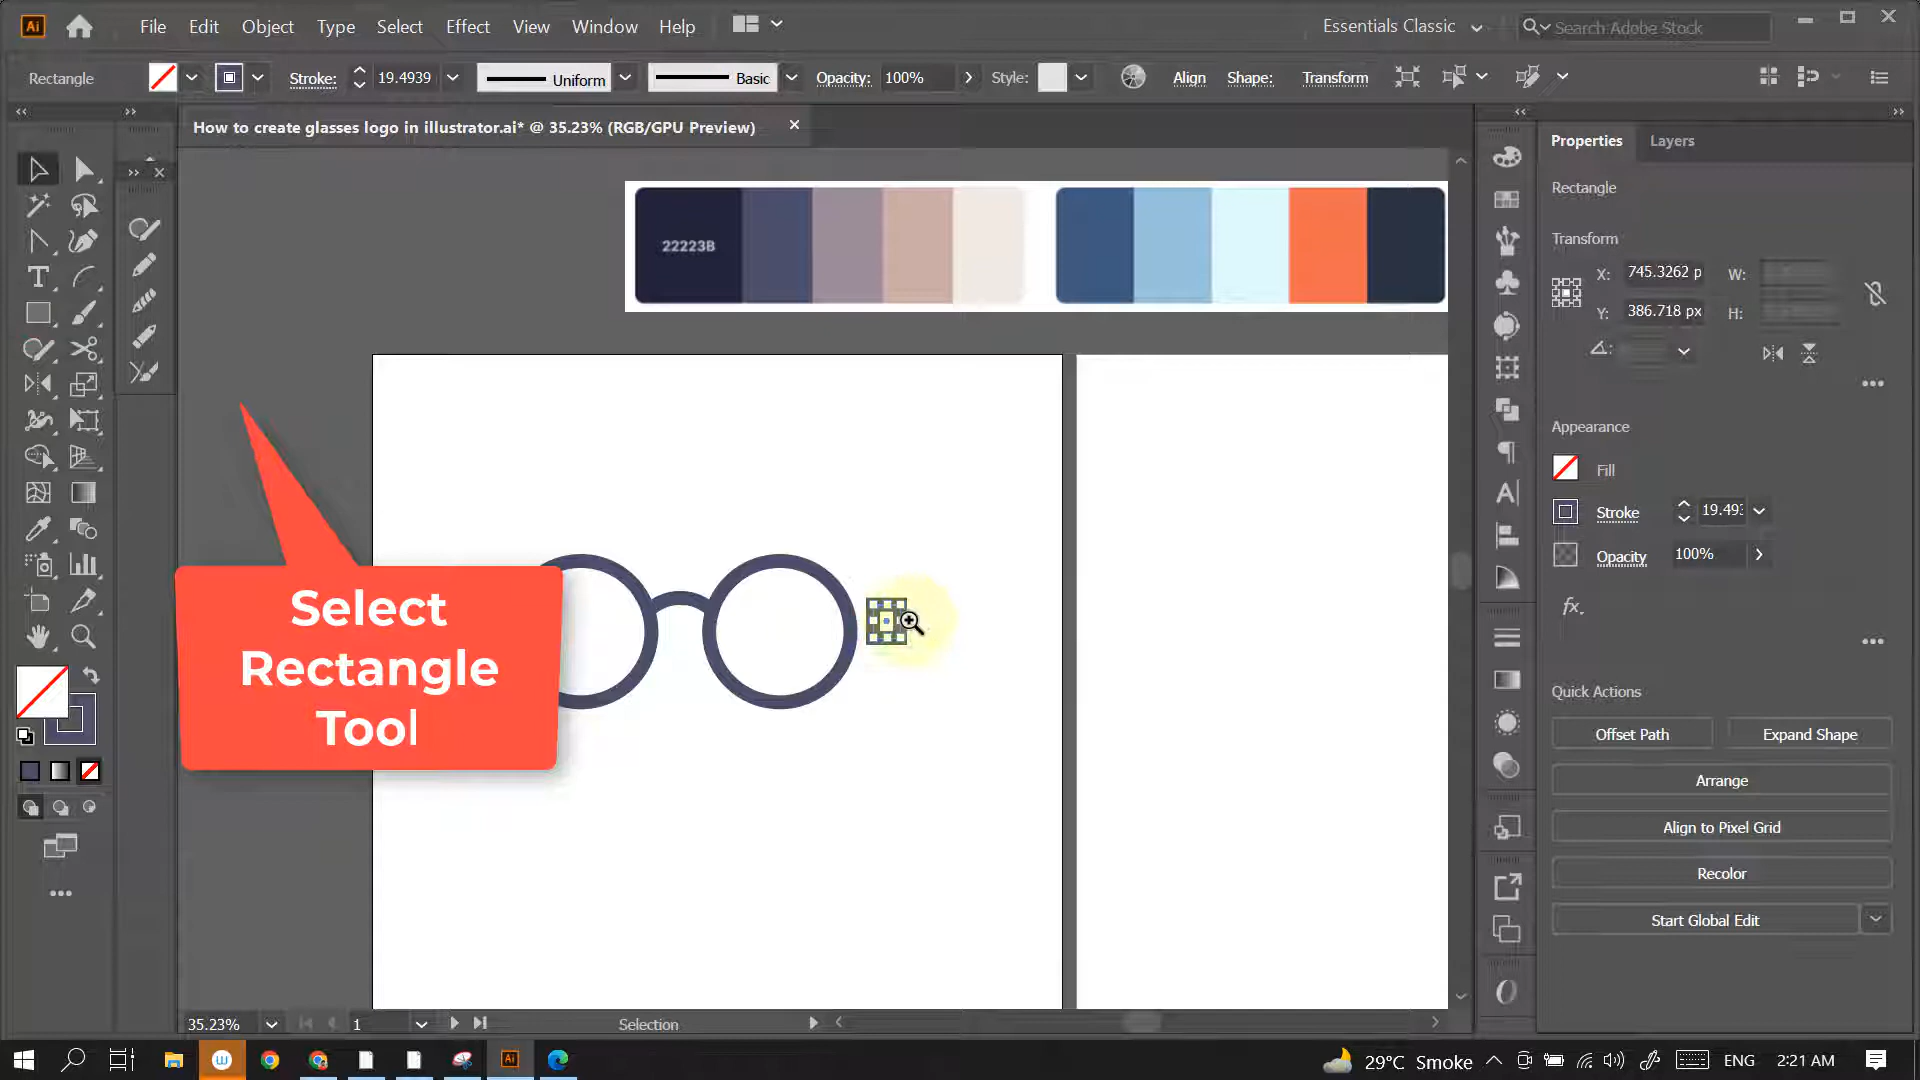 Ai File Edit Object Type Select Effect View Window Help Essentials Classic Search Adobe Stock
Rectangle Stroke: 19.4939 Uniform Basic Opacity: 100% Style: Align Shape: Transform
How to create glasses logo in illustrator.ai* @ 35.23% (RGB/GPU Preview)
Properties Layers
Rectangle
Transform
X: 745.3262 p W:
Y: 386.718 px H:
Appearance
Fill
Stroke 19.493
Opacity 100%
fx.
Quick Actions
Offset Path Expand Shape
Arrange
Align to Pixel Grid
Recolor
Start Global Edit
22223B
Select
Rectangle
Tool
35.23% 1 Selection
Ai 29°C Smoke ENG 2:21 AM